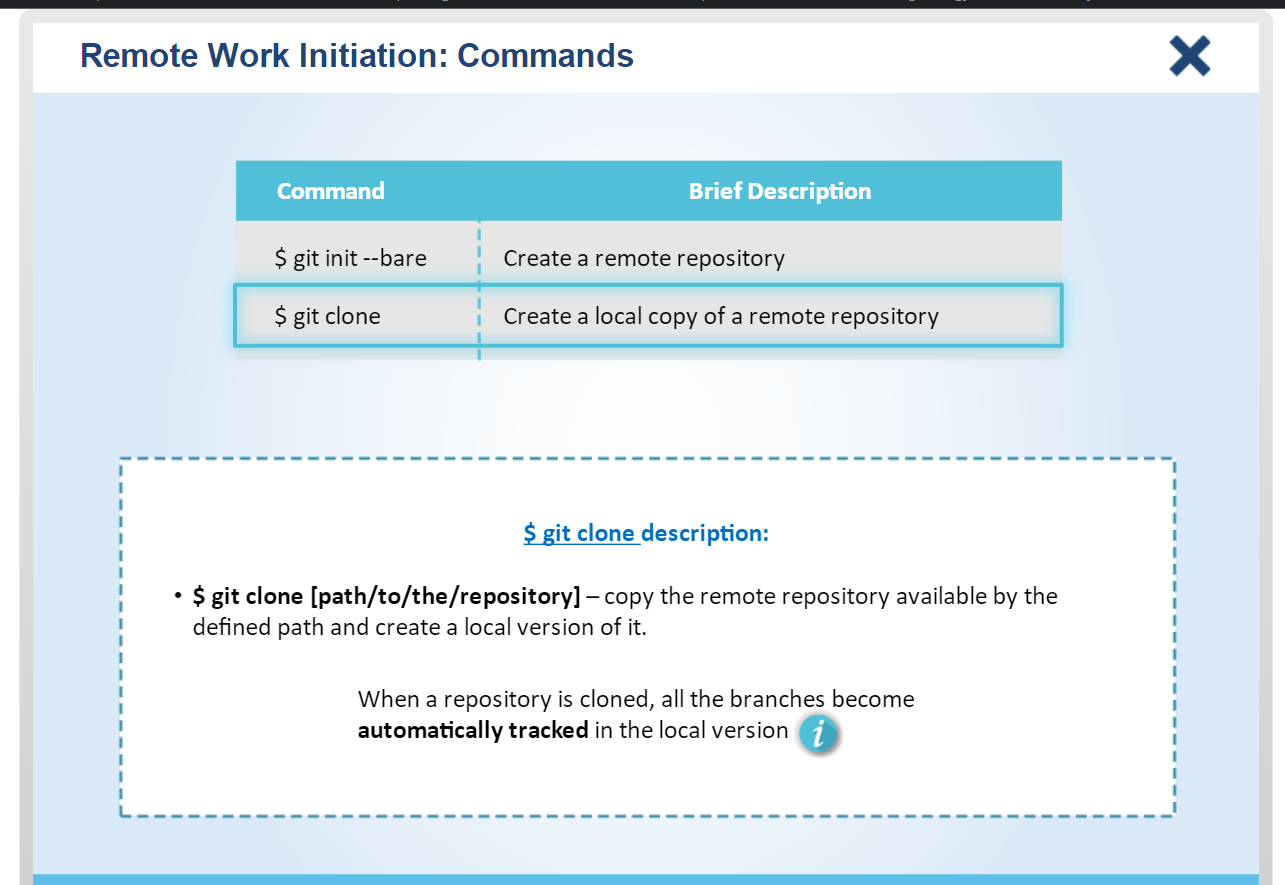 Remote Work Initiation: Commands
Command Brief Description
$ git init --bare Create a remote repository
$ git clone Create a local copy of a remote repository
$ git clone description:
• $ git clone [path/to/the/repository] – copy the remote repository available by the
defined path and create a local version of it.
When a repository is cloned, all the branches become
automatically tracked in the local version i